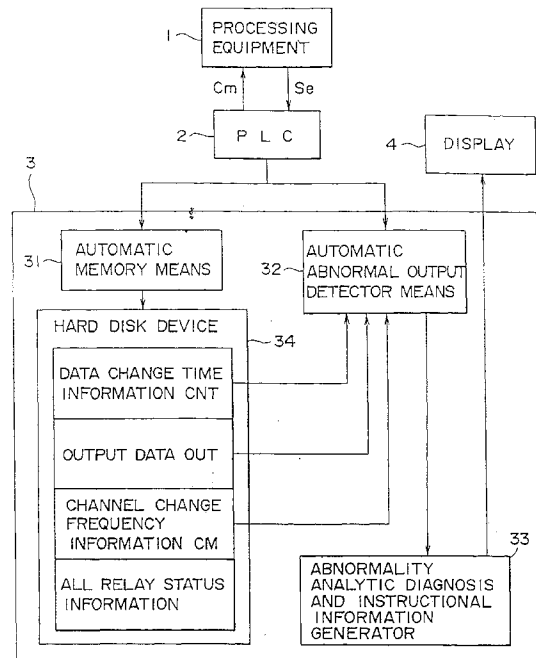 1
PROCESSING
EQUIPMENT
Cm
Se
2
P L C
4
DISPLAY
3
31
AUTOMATIC
MEMORY MEANS
32
AUTOMATIC
ABNORMAL OUTPUT
DETECTOR MEANS
HARD DISK DEVICE
34
DATA CHANGE TIME
INFORMATION CNT
OUTPUT DATA OUT
CHANNEL CHANGE
FREQUENCY
INFORMATION CM
ALL RELAY STATUS
INFORMATION
33
ABNORMALITY
ANALYTIC DIAGNOSIS
AND INSTRUCTIONAL
INFORMATION
GENERATOR